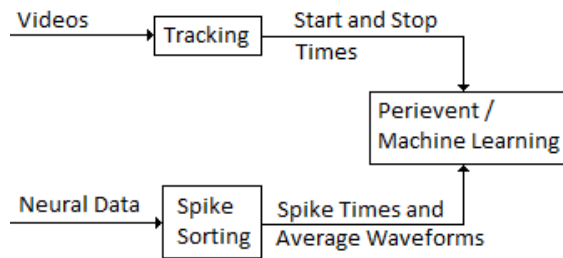 Videos
Tracking
Start and Stop
Times
Perievent /
Machine Learning
Neural Data
Spike
Sorting
Spike Times and
Average Waveforms